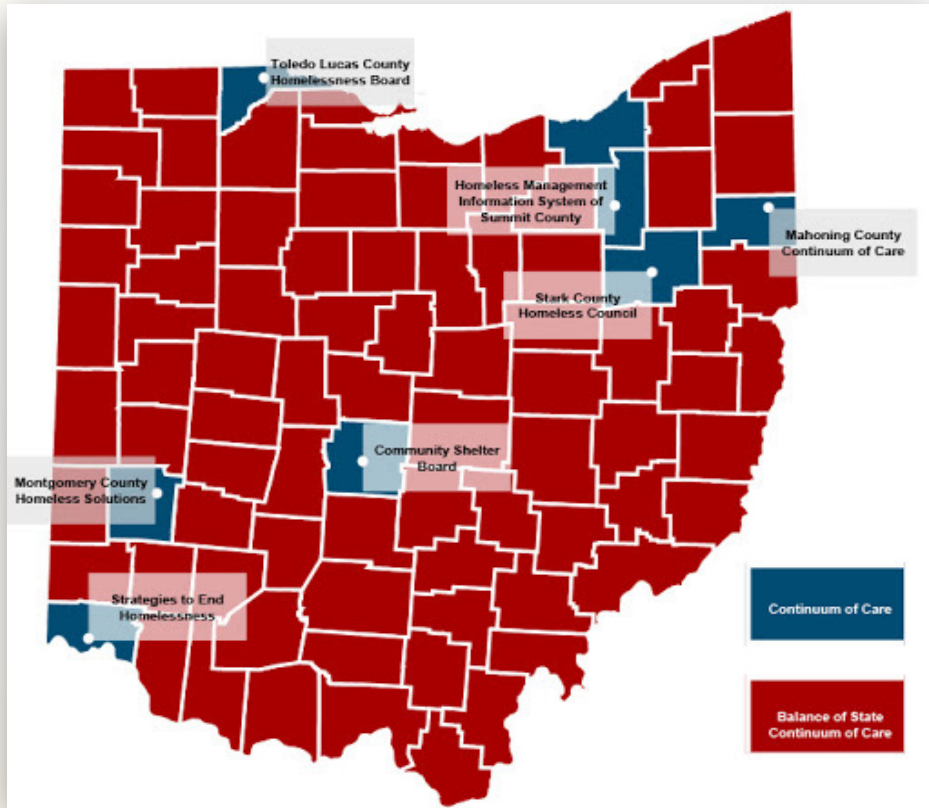 Toledo Lucas County
Homelessness Board
Homeless Management
Information System of
Summit County
Mahoning County
Continuum of Care
Stark County
Homeless Council
Community Shelter
Board
Montgomery County
Homeless Solutions
Strategies to End
Homelessness
Continuum of Care
Balance of State
Continuum of Care